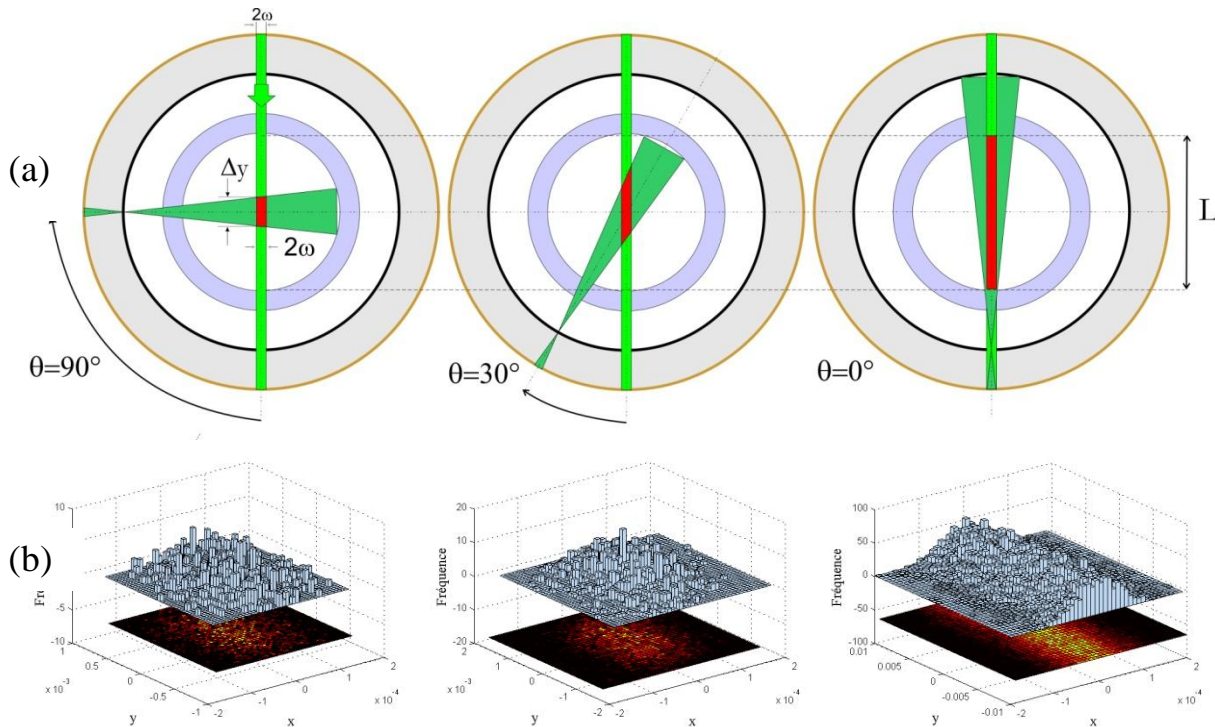 2ω
(a)
Δy
2ω
L
θ=90°
θ=30°
θ=0°
(b)
10
0
-5
-10
1
0.5
0
-0.5
-1
x 10⁻³
y
-2
-1
0
1
2
x 10⁻⁴
x
Fréquence
20
10
0
-10
-20
2
1
0
-1
-2
x 10⁻³
y
-2
-1
0
1
2
x 10⁻⁴
x
Fréquence
100
50
0
-50
-100
0.01
0.005
0
-0.005
-0.01
y
-2
-1
0
1
2
x 10⁻⁴
x